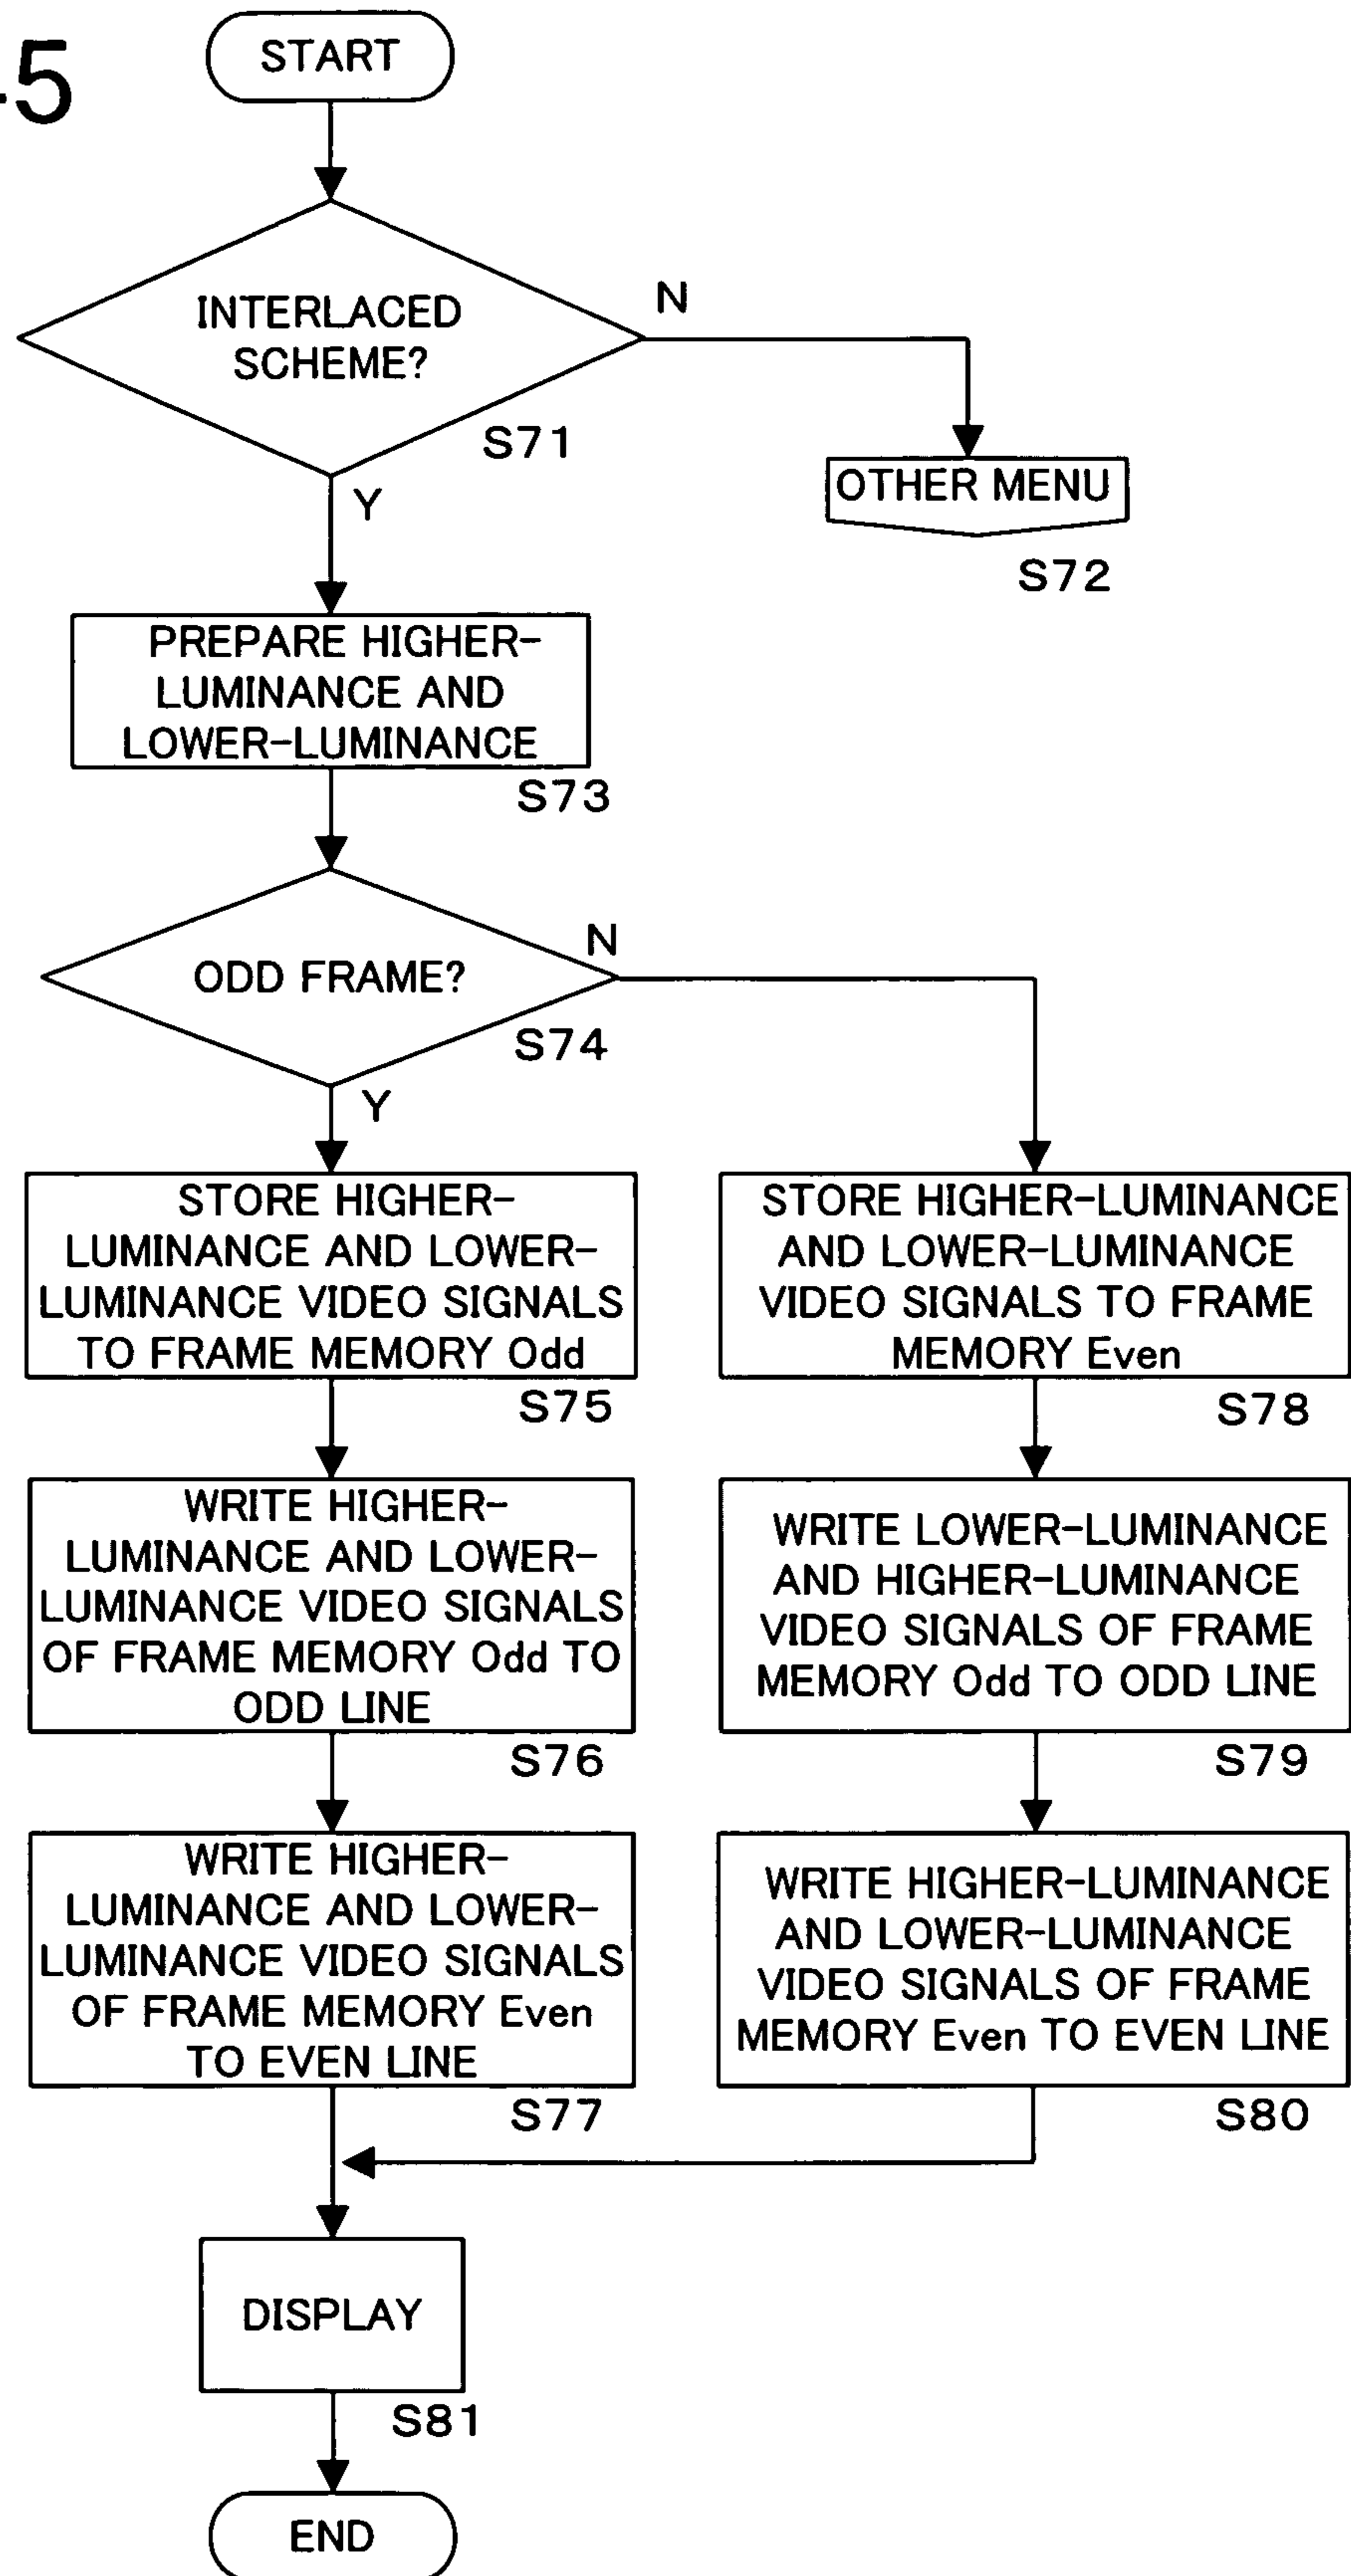 -5
START
INTERLACED
SCHEME?
N
S71
Y
OTHER MENU
S72
PREPARE HIGHER-
LUMINANCE AND
LOWER-LUMINANCE
S73
ODD FRAME?
N
S74
Y
STORE HIGHER-
LUMINANCE AND LOWER-
LUMINANCE VIDEO SIGNALS
TO FRAME MEMORY Odd
S75
STORE HIGHER-LUMINANCE
AND LOWER-LUMINANCE
VIDEO SIGNALS TO FRAME
MEMORY Even
S78
WRITE HIGHER-
LUMINANCE AND LOWER-
LUMINANCE VIDEO SIGNALS
OF FRAME MEMORY Odd TO
ODD LINE
S76
WRITE LOWER-LUMINANCE
AND HIGHER-LUMINANCE
VIDEO SIGNALS OF FRAME
MEMORY Odd TO ODD LINE
S79
WRITE HIGHER-
LUMINANCE AND LOWER-
LUMINANCE VIDEO SIGNALS
OF FRAME MEMORY Even
TO EVEN LINE
S77
WRITE HIGHER-LUMINANCE
AND LOWER-LUMINANCE
VIDEO SIGNALS OF FRAME
MEMORY Even TO EVEN LINE
S80
DISPLAY
S81
END